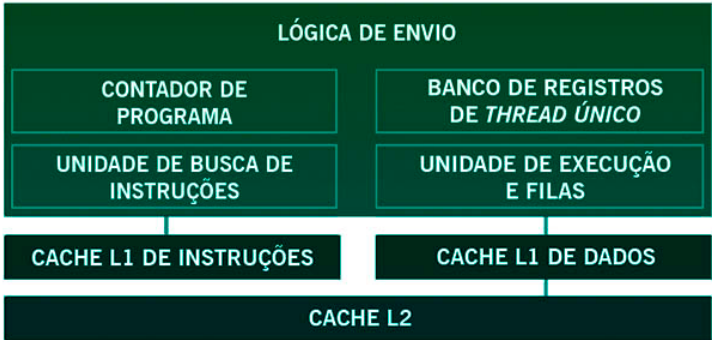 LÓGICA DE ENVIO
CONTADOR DE
PROGRAMA
BANCO DE REGISTROS
DE THREAD ÚNICO
UNIDADE DE BUSCA DE
INSTRUÇÕES
UNIDADE DE EXECUÇÃO
E FILAS
CACHE L1 DE INSTRUÇÕES
CACHE L1 DE DADOS
CACHE L2